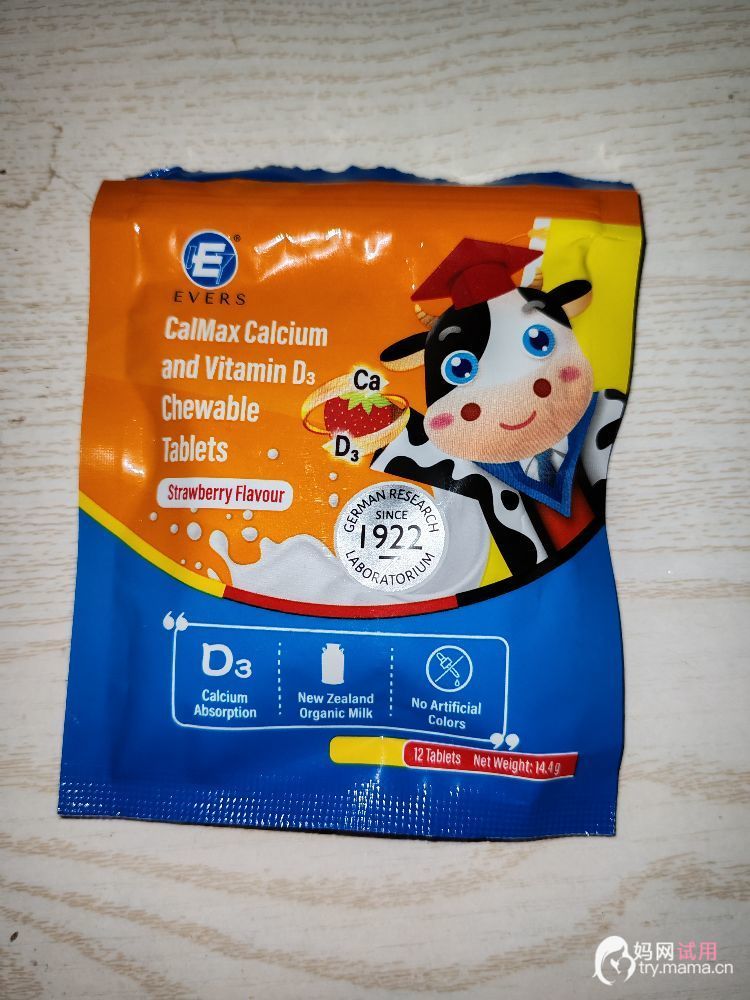 E®
EVERS
CalMax Calcium
and Vitamin D₃
Chewable
Tablets
Strawberry Flavour
Ca
D₃
GERMAN RESEARCH
SINCE
1922
LABORATORIUM
D₃
Calcium
Absorption
New Zealand
Organic Milk
No Artificial
Colors
12 Tablets Net Weight: 14.4g
妈网试用
try.mama.cn